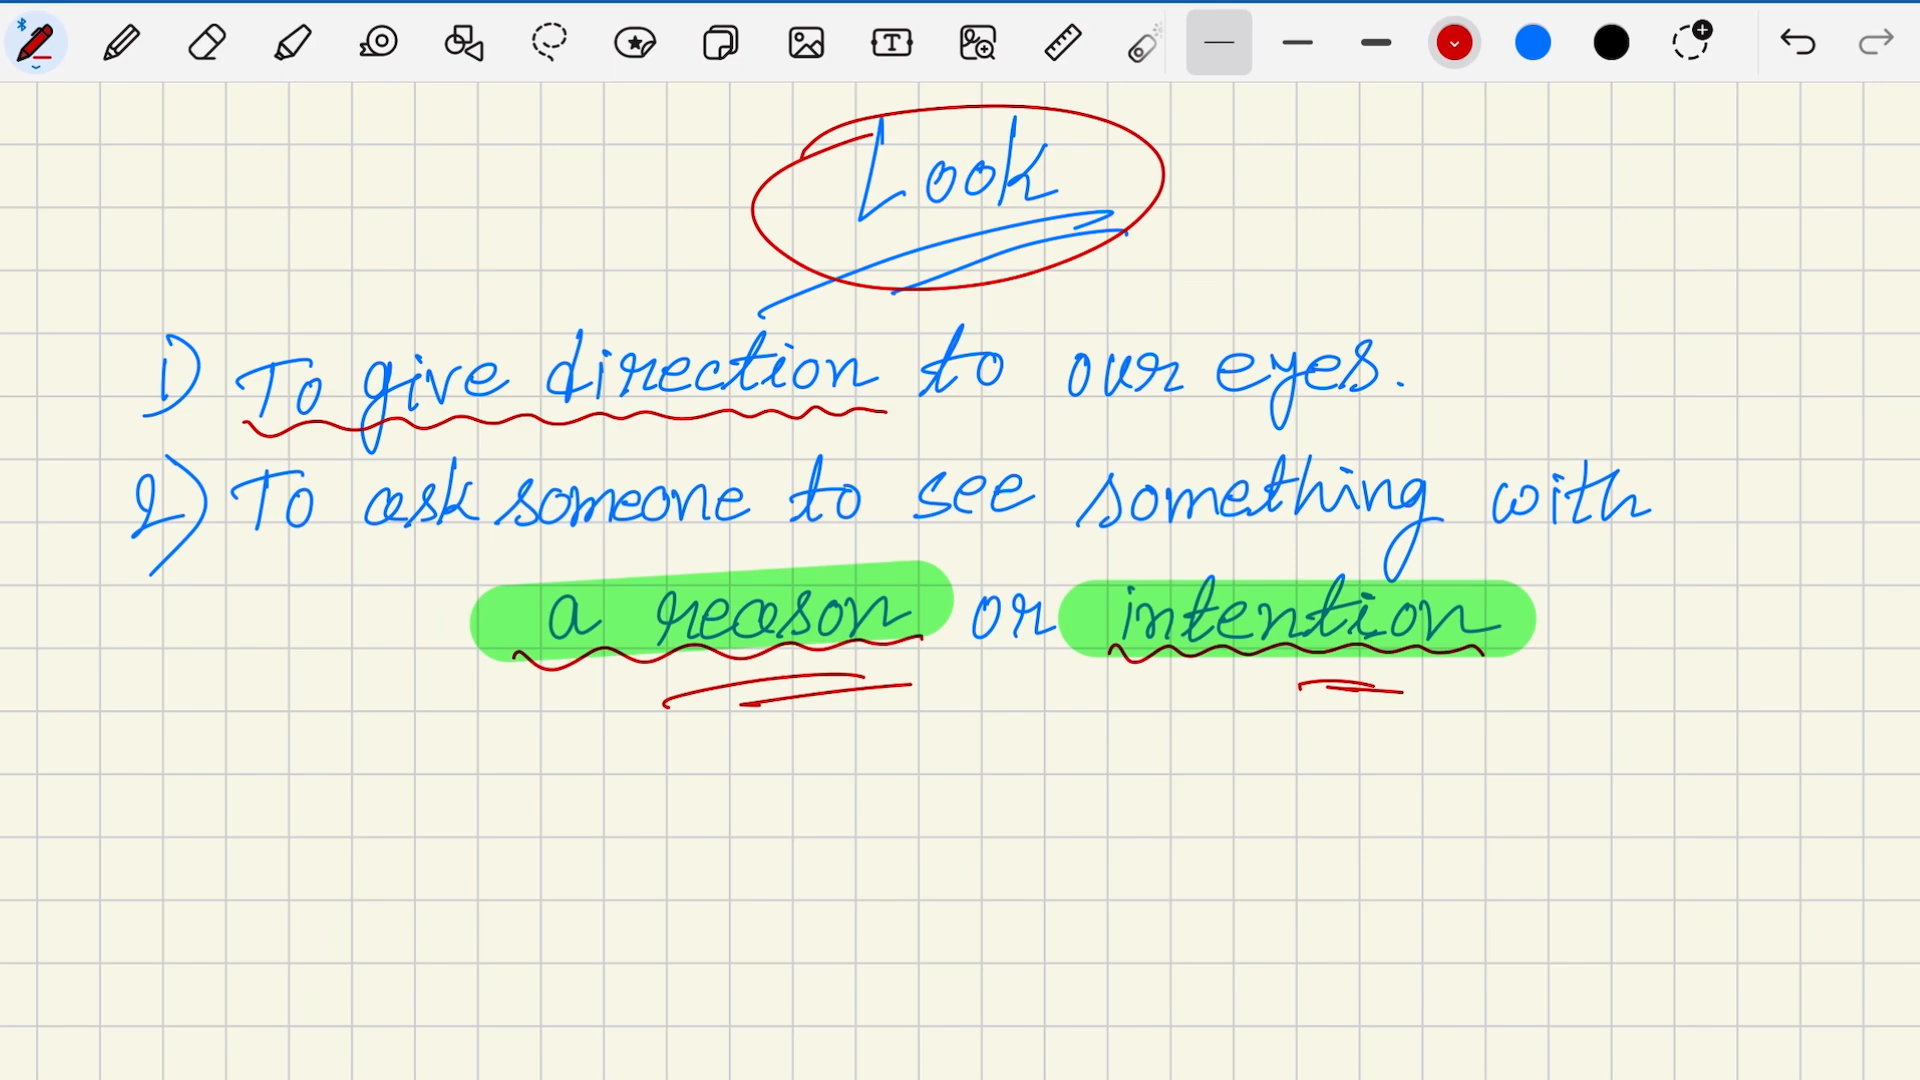 Look
1) To give direction to our eyes.
2) To ask someone to see something with
a reason or intention